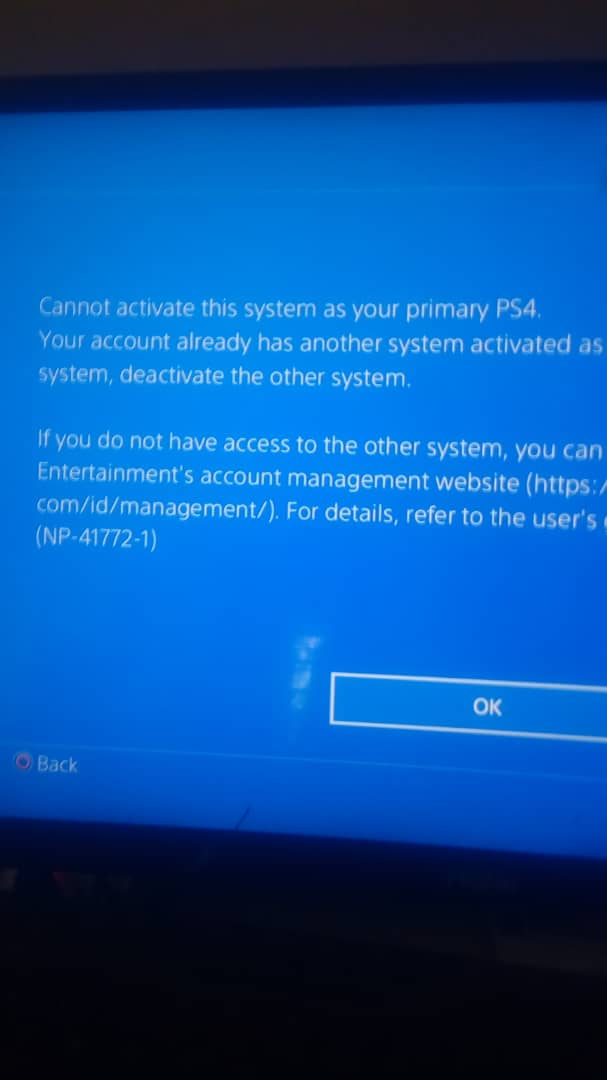 Cannot activate this system as your primary PS4.
Your account already has another system activated as
system, deactivate the other system.
If you do not have access to the other system, you can
Entertainment's account management website (https:/
com/id/management/). For details, refer to the user's
(NP-41772-1)
OK
Back